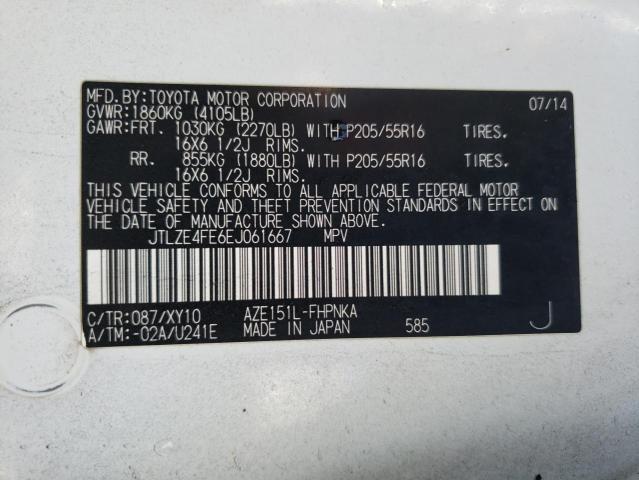 MFD.BY:TOYOTA MOTOR CORPORATION 07/14
GVWR:1860KG (4105LB)
GAWR:FRT. 1030KG (2270LB) WITH P205/55R16 TIRES.
16X6 1/2J RIMS.
RR. 855KG (1880LB) WITH P205/55R16 TIRES.
16X6 1/2J RIMS.
THIS VEHICLE CONFORMS TO ALL APPLICABLE FEDERAL MOTOR
VEHICLE SAFETY AND THEFT PREVENTION STANDARDS IN EFFECT ON
THE DATE OF MANUFACTURE SHOWN ABOVE.
JTLZE4FE6EJ061667 MPV
C/TR:087/XY10 AZE151L-FHPNKA
A/TM:-02A/U241E MADE IN JAPAN 585 J